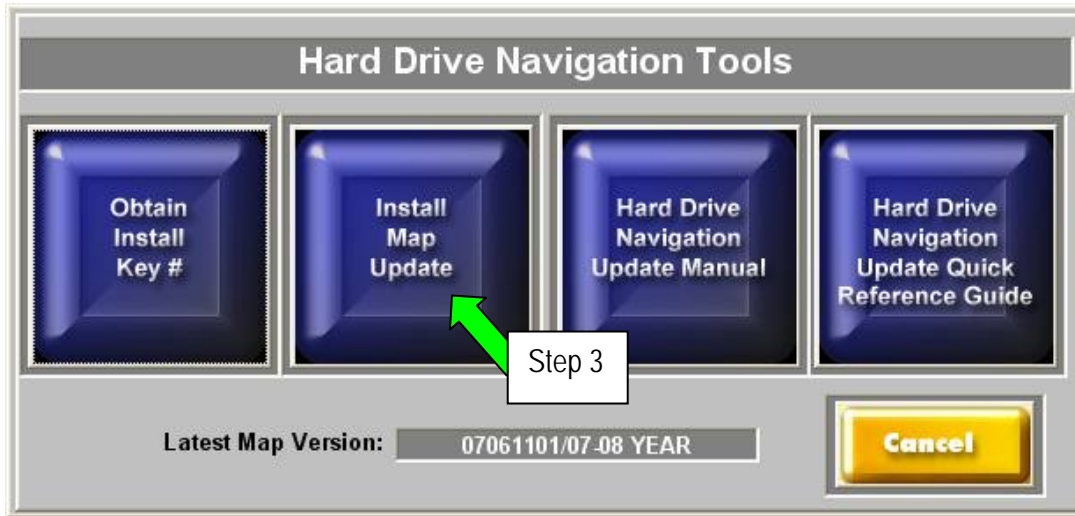 Hard Drive Navigation Tools
Obtain
Install
Key #
Install
Map
Update
Hard Drive
Navigation
Update Manual
Hard Drive
Navigation
Update Quick
Reference Guide
Step 3
Latest Map Version:
07061101/07-08 YEAR
Cancel